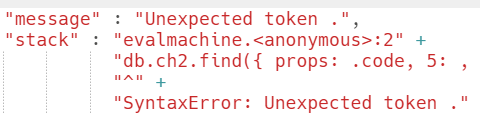 "message" : "Unexpected token .",
"stack" : "evalmachine.<anonymous>:2" +
"db.ch2.find({ props: .code, 5: ,
"^" +
"SyntaxError: Unexpected token ."